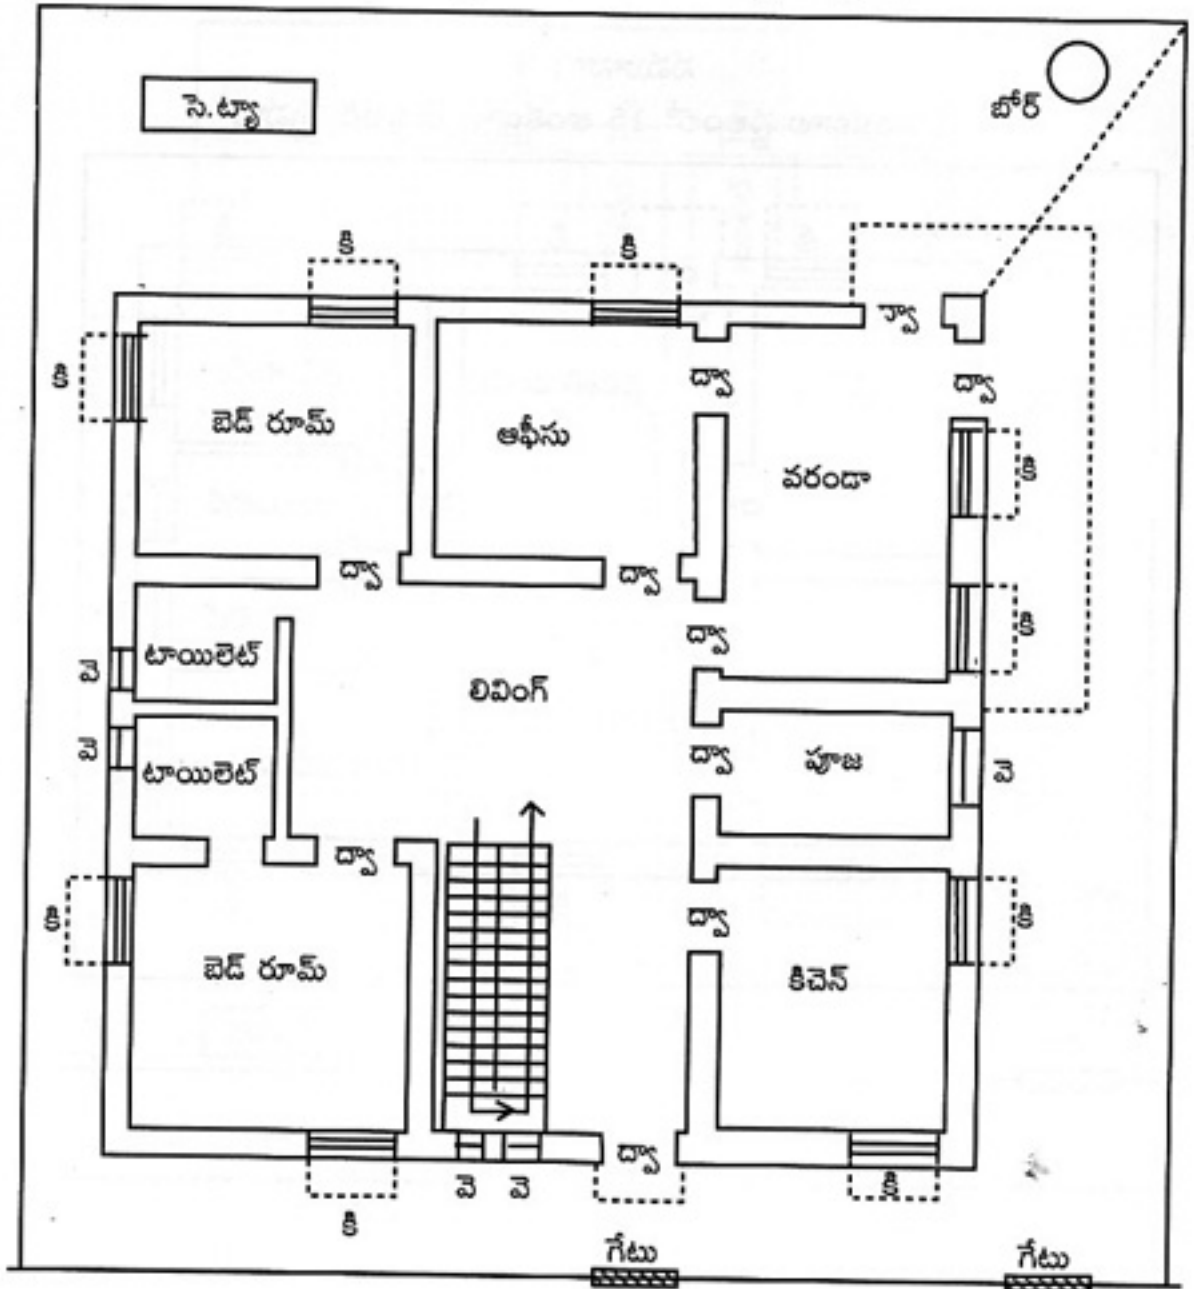 సె.ట్యా
బోర్
కి
కి
ద్వా
కి
ద్వా
ద్వా
బెడ్ రూమ్
ఆఫీసు
వరండా
కి
ద్వా
ద్వా
కి
ద్వా
టాయిలెట్
వె
లివింగ్
వె
టాయిలెట్
ద్వా
పూజ
వె
ద్వా
కి
ద్వా
కి
బెడ్ రూమ్
కిచెన్
ద్వా
వె
వె
కి
కి
గేటు
గేటు